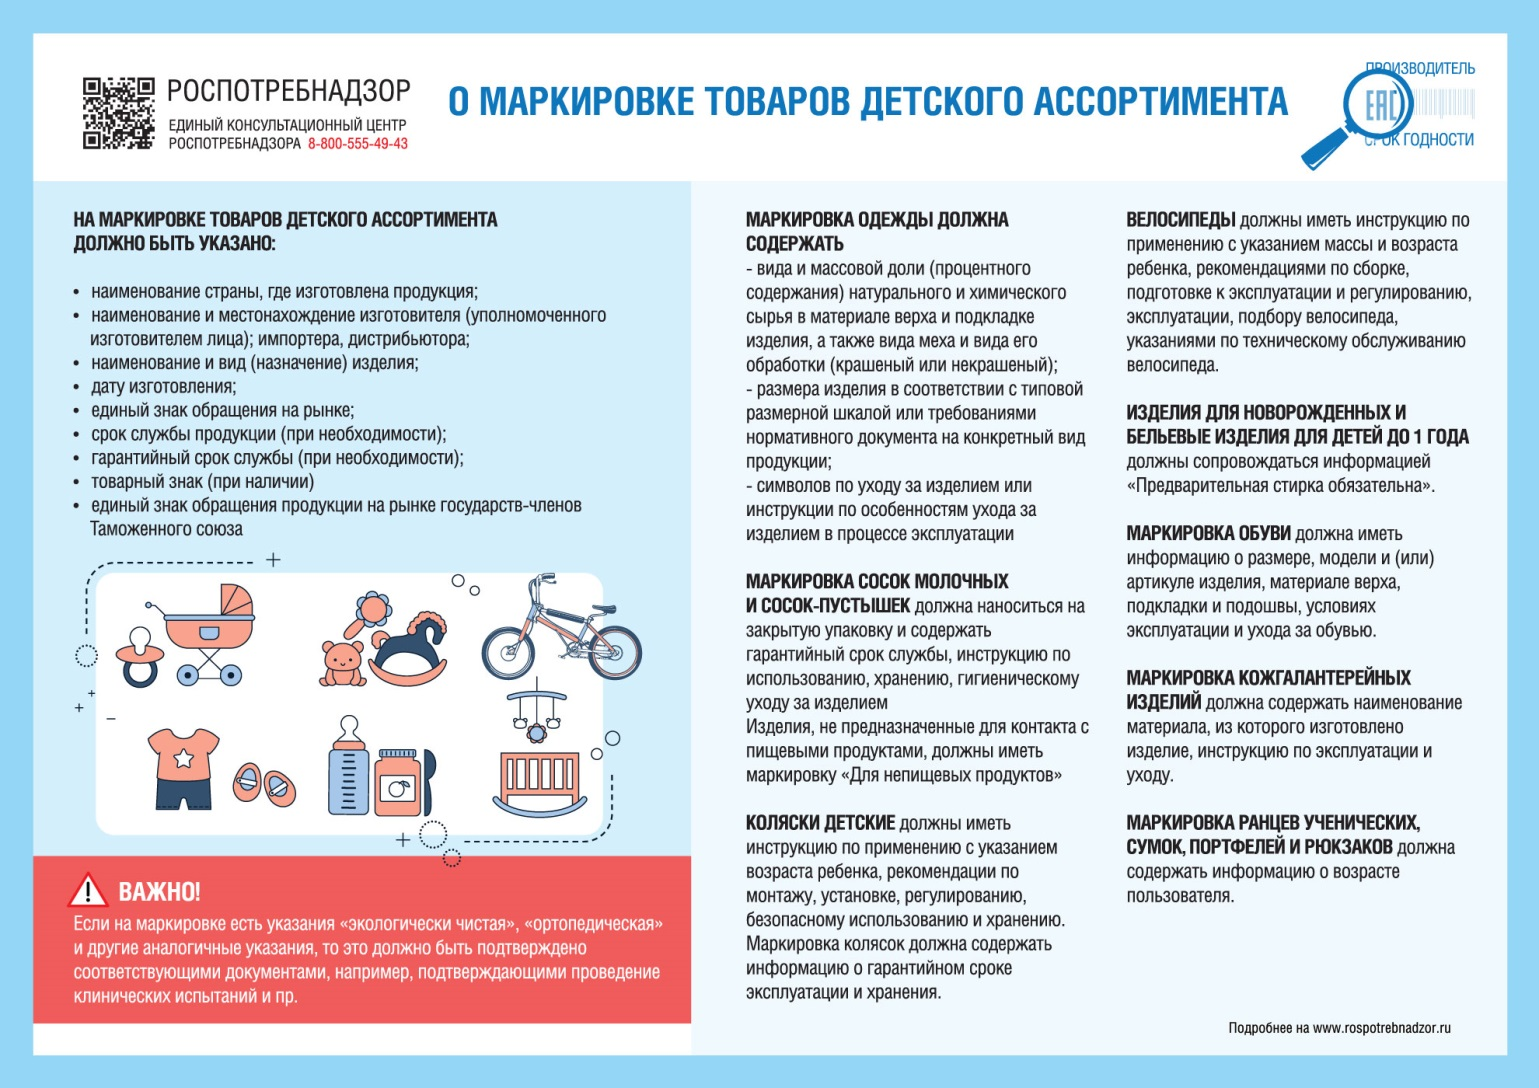 РОСПОТРЕБНАДЗОР
ЕДИНЫЙ КОНСУЛЬТАЦИОННЫЙ ЦЕНТР
РОСПОТРЕБНАДЗОРА 8-800-555-49-43
О МАРКИРОВКЕ ТОВАРОВ ДЕТСКОГО АССОРТИМЕНТА
ПРОИЗВОДИТЕЛЬ
EAC
СРОК ГОДНОСТИ
НА МАРКИРОВКЕ ТОВАРОВ ДЕТСКОГО АССОРТИМЕНТА
ДОЛЖНО БЫТЬ УКАЗАНО:
• наименование страны, где изготовлена продукция;
• наименование и местонахождение изготовителя (уполномоченного
изготовителем лица); импортера, дистрибьютора;
• наименование и вид (назначение) изделия;
• дату изготовления;
• единый знак обращения на рынке;
• срок службы продукции (при необходимости);
• гарантийный срок службы (при необходимости);
• товарный знак (при наличии)
• единый знак обращения продукции на рынке государств-членов
Таможенного союза
ВАЖНО!
Если на маркировке есть указания «экологически чистая», «ортопедическая»
и другие аналогичные указания, то это должно быть подтверждено
соответствующими документами, например, подтверждающими проведение
клинических испытаний и пр.
МАРКИРОВКА ОДЕЖДЫ ДОЛЖНА
СОДЕРЖАТЬ
- вида и массовой доли (процентного
содержания) натурального и химического
сырья в материале верха и подкладке
изделия, а также вида меха и вида его
обработки (крашеный или некрашеный);
- размера изделия в соответствии с типовой
размерной шкалой или требованиями
нормативного документа на конкретный вид
продукции;
- символов по уходу за изделием или
инструкции по особенностям ухода за
изделием в процессе эксплуатации
МАРКИРОВКА СОСОК МОЛОЧНЫХ
И СОСОК-ПУСТЫШЕК должна наноситься на
закрытую упаковку и содержать
гарантийный срок службы, инструкцию по
использованию, хранению, гигиеническому
уходу за изделием
Изделия, не предназначенные для контакта с
пищевыми продуктами, должны иметь
маркировку «Для непищевых продуктов»
КОЛЯСКИ ДЕТСКИЕ должны иметь
инструкцию по применению с указанием
возраста ребенка, рекомендации по
монтажу, установке, регулированию,
безопасному использованию и хранению.
Маркировка колясок должна содержать
информацию о гарантийном сроке
эксплуатации и хранения.
ВЕЛОСИПЕДЫ должны иметь инструкцию по
применению с указанием массы и возраста
ребенка, рекомендациями по сборке,
подготовке к эксплуатации и регулированию,
эксплуатации, подбору велосипеда,
указаниями по техническому обслуживанию
велосипеда.
ИЗДЕЛИЯ ДЛЯ НОВОРОЖДЕННЫХ И
БЕЛЬЕВЫЕ ИЗДЕЛИЯ ДЛЯ ДЕТЕЙ ДО 1 ГОДА
должны сопровождаться информацией
«Предварительная стирка обязательна».
МАРКИРОВКА ОБУВИ должна иметь
информацию о размере, модели и (или)
артикуле изделия, материале верха,
подкладки и подошвы, условиях
эксплуатации и ухода за обувью.
МАРКИРОВКА КОЖГАЛАНТЕРЕЙНЫХ
ИЗДЕЛИЙ должна содержать наименование
материала, из которого изготовлено
изделие, инструкцию по эксплуатации и
уходу.
МАРКИРОВКА РАНЦЕВ УЧЕНИЧЕСКИХ,
СУМОК, ПОРТФЕЛЕЙ И РЮКЗАКОВ должна
содержать информацию о возрасте
пользователя.
Подробнее на www.rospotrebnadzor.ru